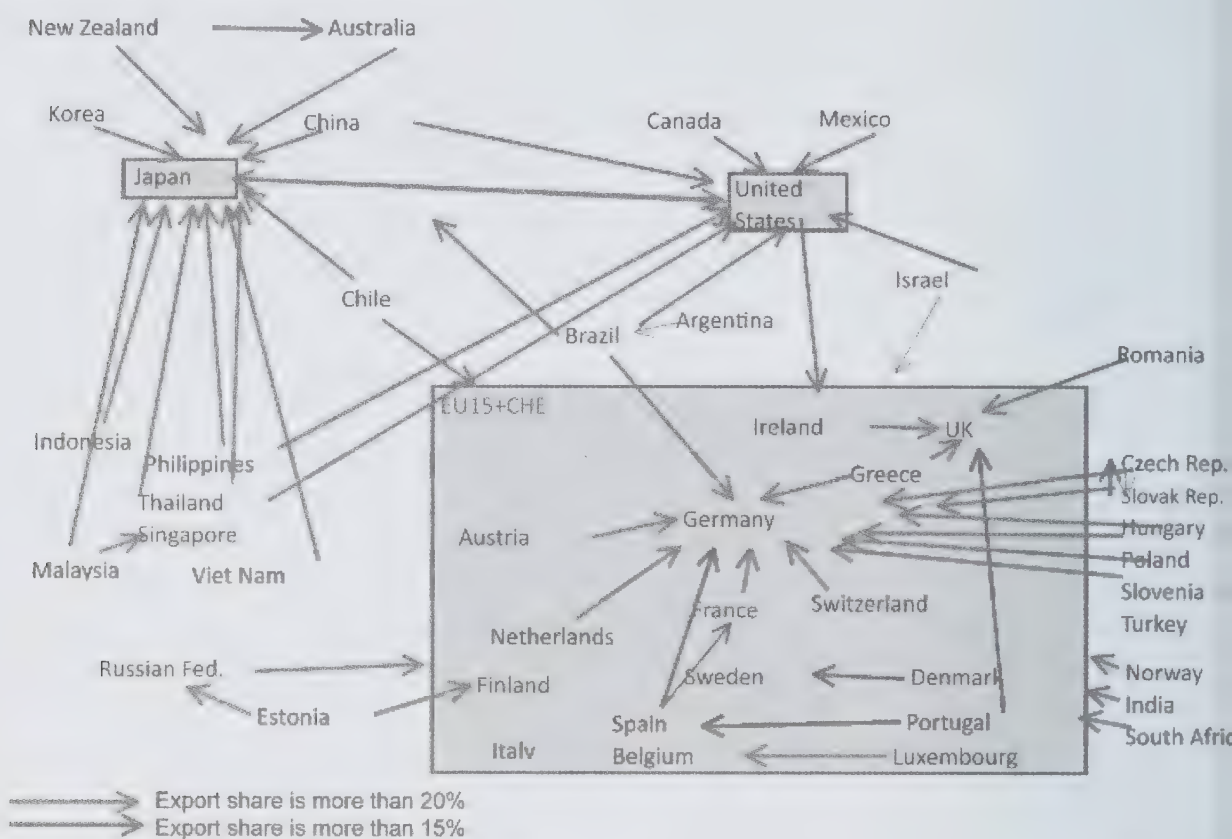 New Zealand
Australia
Korea
China
Canada
Mexico
Japan
United
States
Israel
Chile
Brazil
Argentina
Romania
EU15+CHE
Ireland
UK
Indonesia
Philippines
Greece
Czech Rep.
Thailand
Slovak Rep.
Singapore
Germany
Austria
Hungary
Malaysia
Viet Nam
Poland
France
Switzerland
Slovenia
Netherlands
Turkey
Russian Fed.
Finland
Sweden
Denmark
Norway
Estonia
India
Spain
Portugal
South Afric
Italy
Belgium
Luxembourg
Export share is more than 20%
Export share is more than 15%